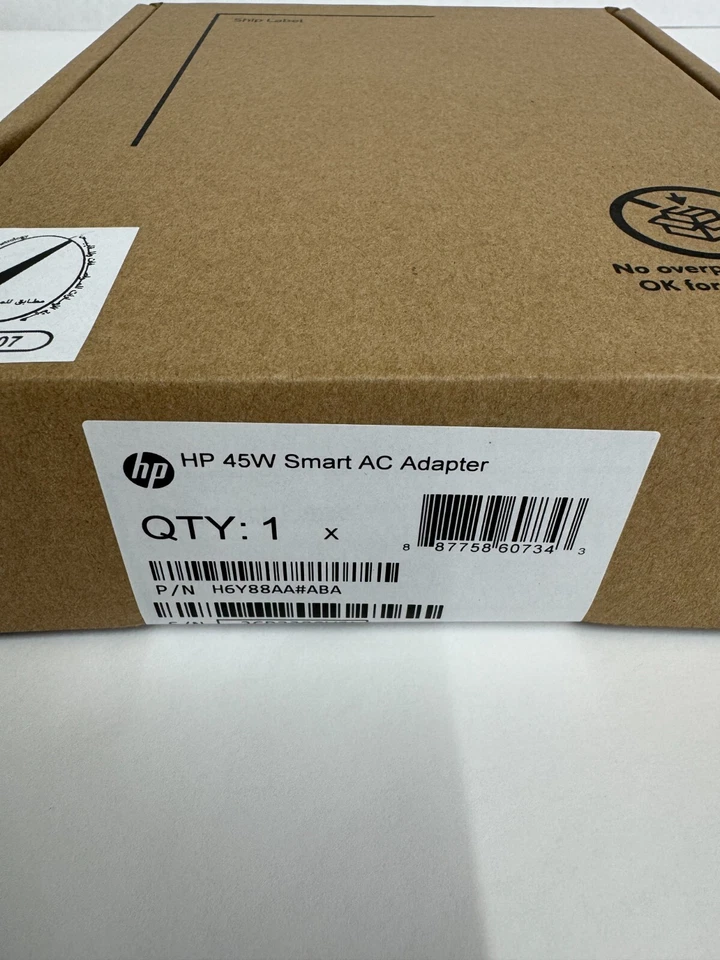 Ship Label
No overp
OK for
07
hp HP 45W Smart AC Adapter
QTY: 1 x
8 87758 60734 3
P/N H6Y88AA#ABA